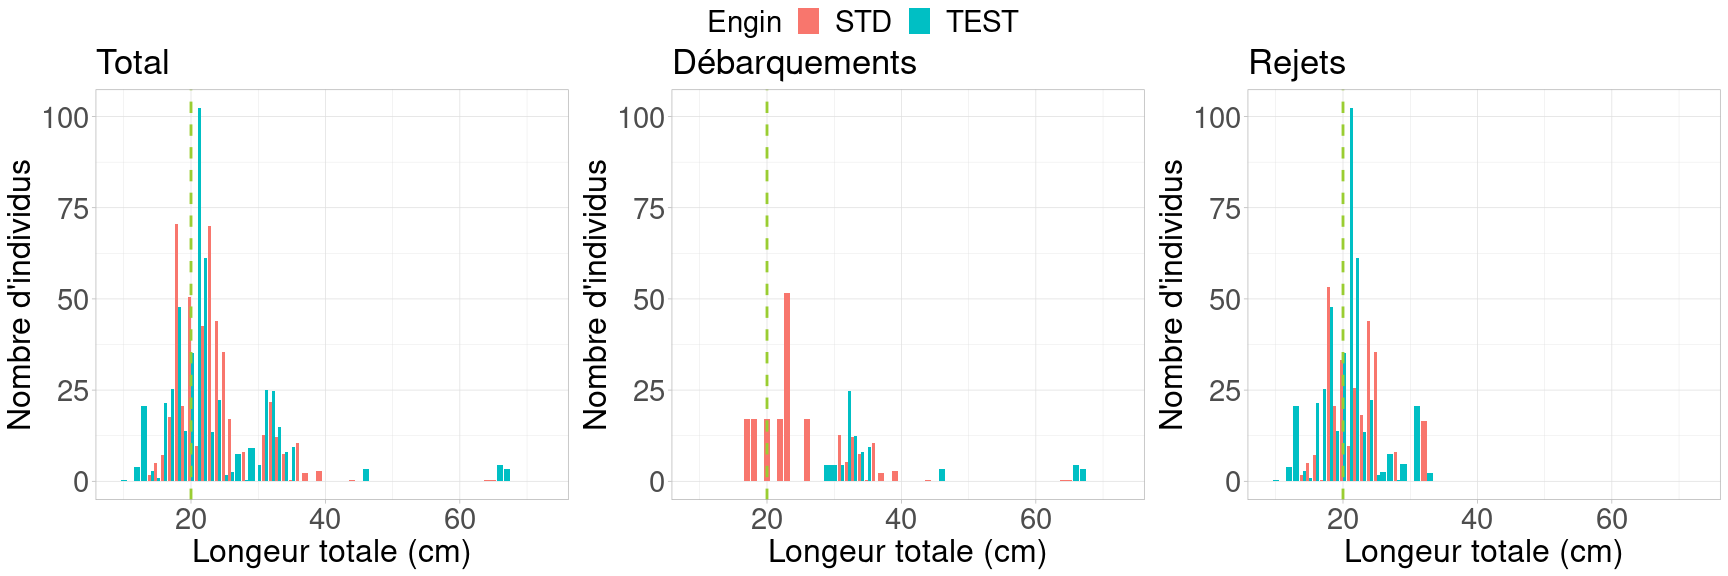 Engin STD TEST
Total
Débarquements
Rejets
Nombre d'individus
100
75
50
25
0
20 40 60
Longeur totale (cm)
Nombre d'individus
100
75
50
25
0
20 40 60
Longeur totale (cm)
Nombre d'individus
100
75
50
25
0
20 40 60
Longeur totale (cm)